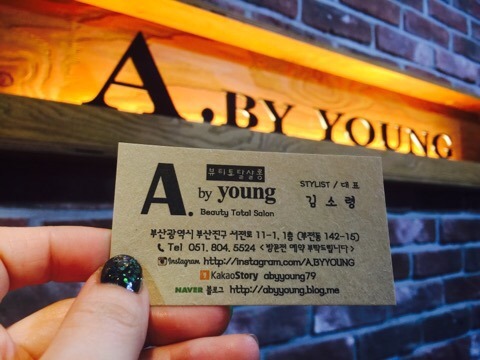 A. BY YOUNG
뷰티토탈살롱
A. by young
Beauty Total Salon
STYLIST / 대표
김소령
부산광역시 부산진구 서전로 11-1, 1층 (부전동 142-15)
Tel 051. 804. 5524 < 방문전 예약 부탁드립니다 >
Instagram http://instagram.com/A.BYYOUNG
KakaoStory abyyoung79
NAVER 블로그 http://abyyoung.blog.me